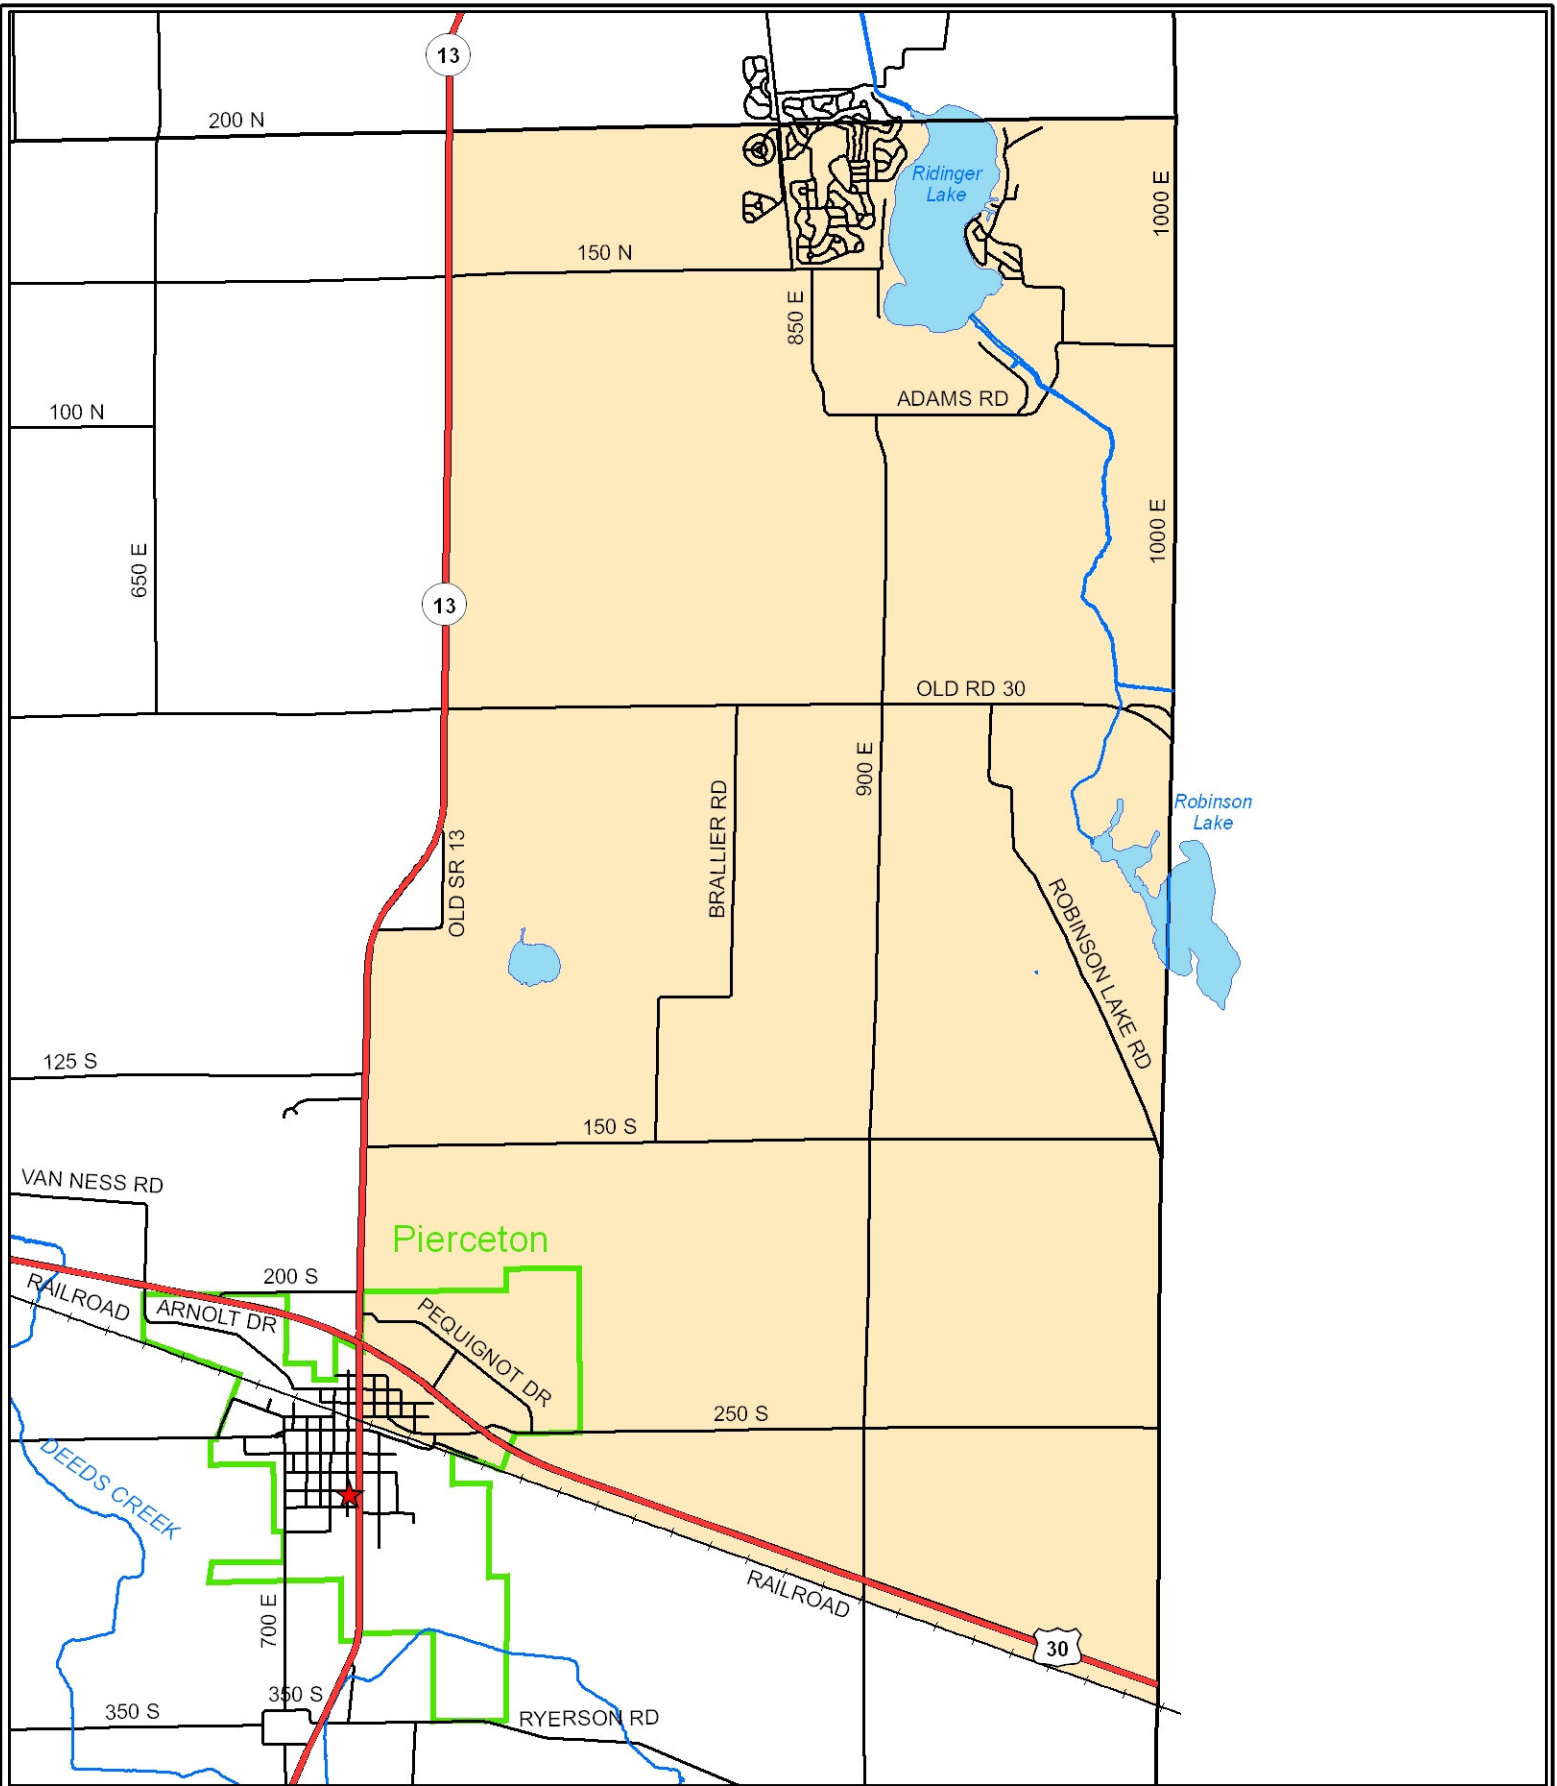 13
200 N
Ridinger
Lake
1000 E
150 N
850 E
ADAMS RD
100 N
1000 E
650 E
13
OLD RD 30
900 E
BRALLIER RD
Robinson
Lake
OLD SR 13
ROBINSON LAKE RD
125 S
150 S
VAN NESS RD
Pierceton
200 S
RAILROAD
ARNOLT DR
PEQUIGNOT DR
250 S
DEEDS CREEK
RAILROAD
700 E
30
350 S
350 S
RYERSON RD